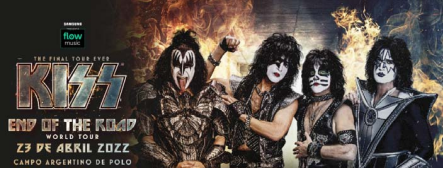 SAMSUNG
flow
music
THE FINAL TOUR EVER
KISS
END OF THE ROAD
WORLD TOUR
23 DE ABRIL 2022
CAMPO ARGENTINO DE POLO